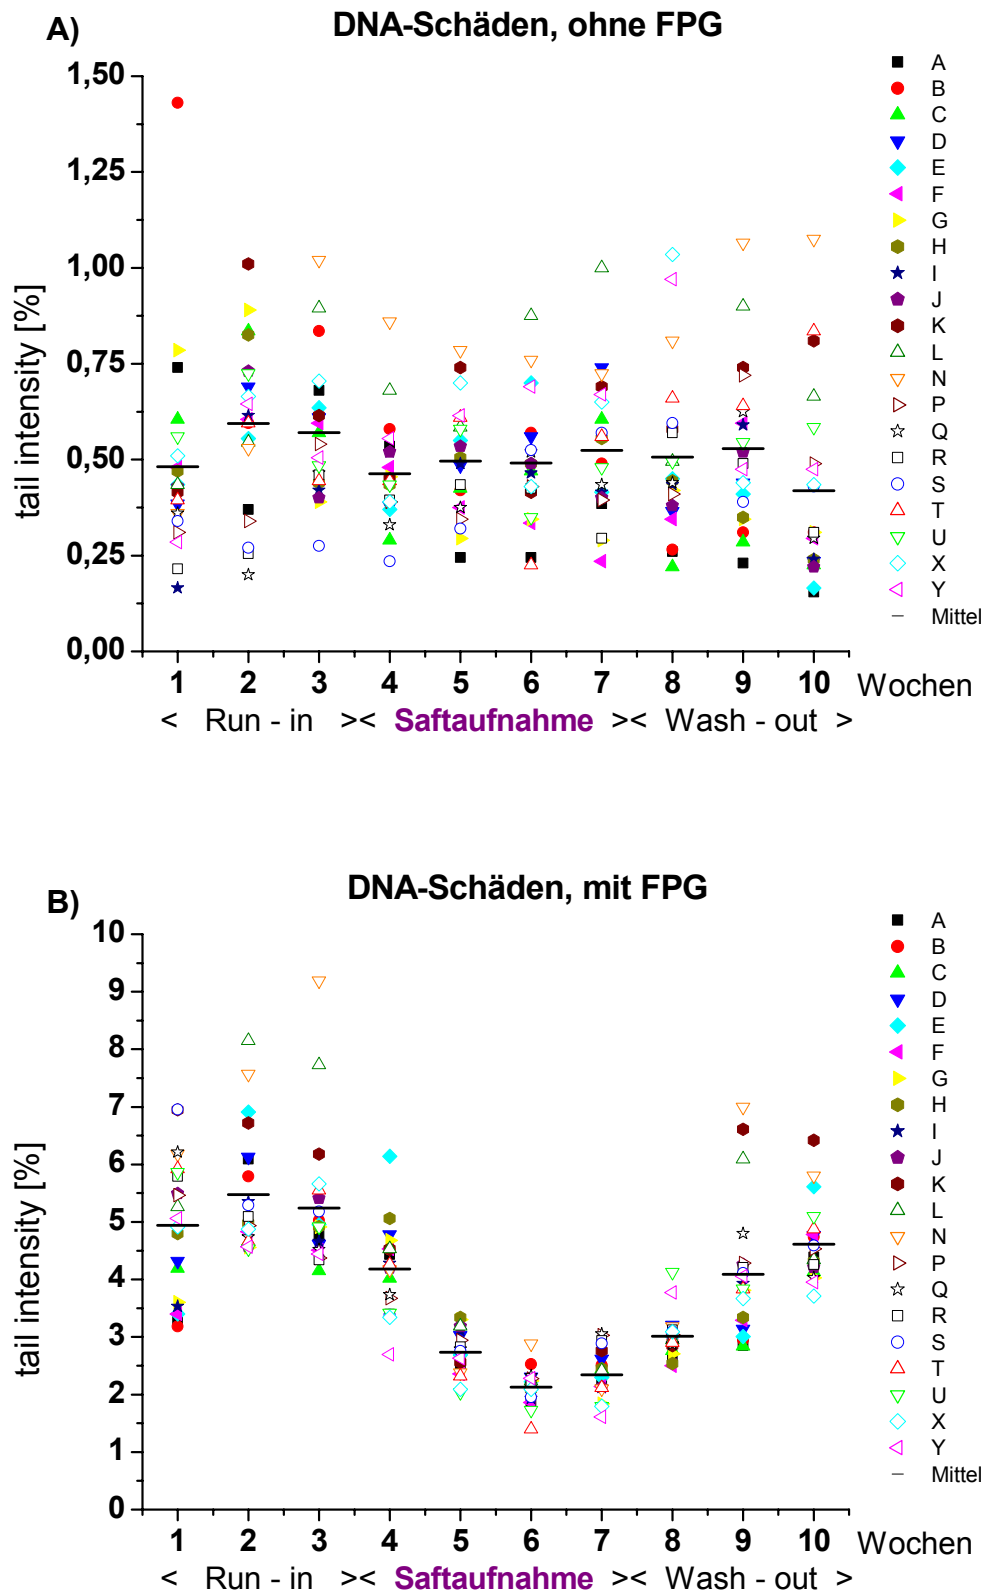 A)
DNA-Schäden, ohne FPG
tail intensity [%]
1,50
1,25
1,00
0,75
0,50
0,25
0,00
1 2 3 4 5 6 7 8 9 10 Wochen
< Run - in >< Saftaufnahme >< Wash - out >
A
B
C
D
E
F
G
H
I
J
K
L
N
P
Q
R
S
T
U
X
Y
Mittel
B)
DNA-Schäden, mit FPG
tail intensity [%]
10
9
8
7
6
5
4
3
2
1
0
1 2 3 4 5 6 7 8 9 10 Wochen
< Run - in >< Saftaufnahme >< Wash - out >
A
B
C
D
E
F
G
H
I
J
K
L
N
P
Q
R
S
T
U
X
Y
Mittel